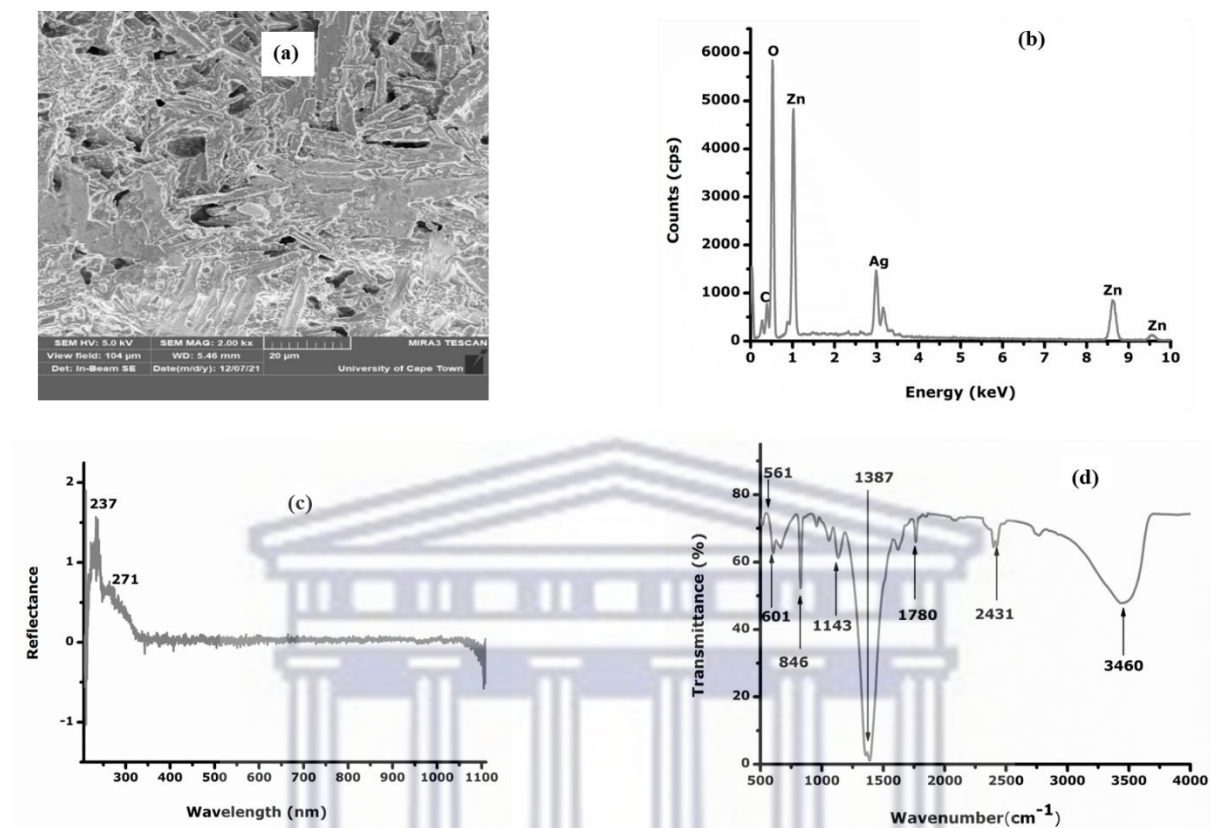 (a)
SEM HV: 5.0 kV SEM MAG: 2.00 kx MIRA3 TESCAN
View field: 104 µm WD: 5.46 mm 20 µm
Det: In-Beam SE Date(m/d/y): 12/07/21 University of Cape Town
(b)
Counts (cps)
6000
5000
4000
3000
2000
1000
0
O
Zn
Ag
C
Zn
Zn
0 1 2 3 4 5 6 7 8 9 10
Energy (keV)
(c)
Reflectance
2
1
0
-1
237
271
300 400 500 600 700 800 900 1000 1100
Wavelength (nm)
(d)
Transmittance (%)
80
60
40
20
0
561
1387
601
846
1143
1780
2431
3460
500 1000 1500 2000 2500 3000 3500 4000
Wavenumber(cm⁻¹)